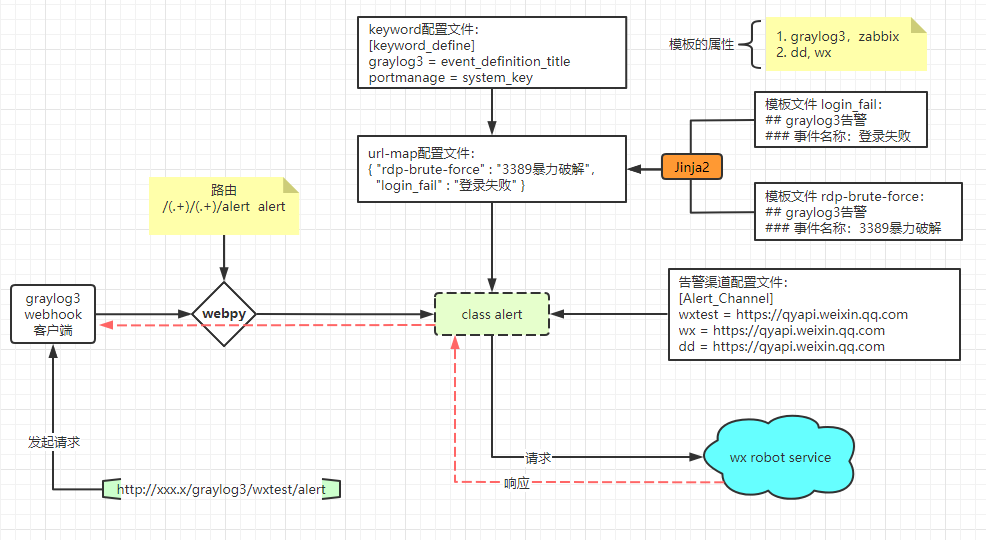 keyword配置文件：
[keyword_define]
graylog3 = event_definition_title
portmanage = system_key
模板的属性
1. graylog3，zabbix
2. dd, wx
模板文件 login_fail：
## graylog3告警
### 事件名称：登录失败
url-map配置文件：
{ "rdp-brute-force" : "3389暴力破解",
"login_fail" : "登录失败" }
Jinja2
路由
/(.+)/(.+)/alert  alert
模板文件 rdp-brute-force：
## graylog3告警
### 事件名称：3389暴力破解
graylog3
webhook
客户端
webpy
class alert
告警渠道配置文件：
[Alert_Channel]
wxtest = https://qyapi.weixin.qq.com
wx = https://qyapi.weixin.qq.com
dd = https://qyapi.weixin.qq.com
发起请求
请求
wx robot service
响应
http://xxx.x/graylog3/wxtest/alert